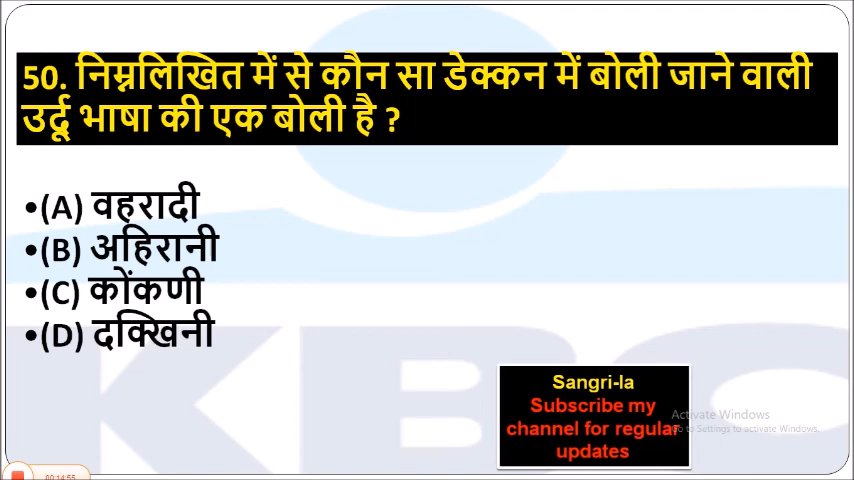 50. निम्नलिखित में से कौन सा डेक्कन में बोली जाने वाली
उर्दू भाषा की एक बोली है ?
•(A) वहरादी
•(B) अहिरानी
•(C) कोंकणी
•(D) दक्खिनी
KBC
Sangri-la
Subscribe my
channel for regular
updates
Activate Windows
Go to Settings to activate Windows.
00:14:55